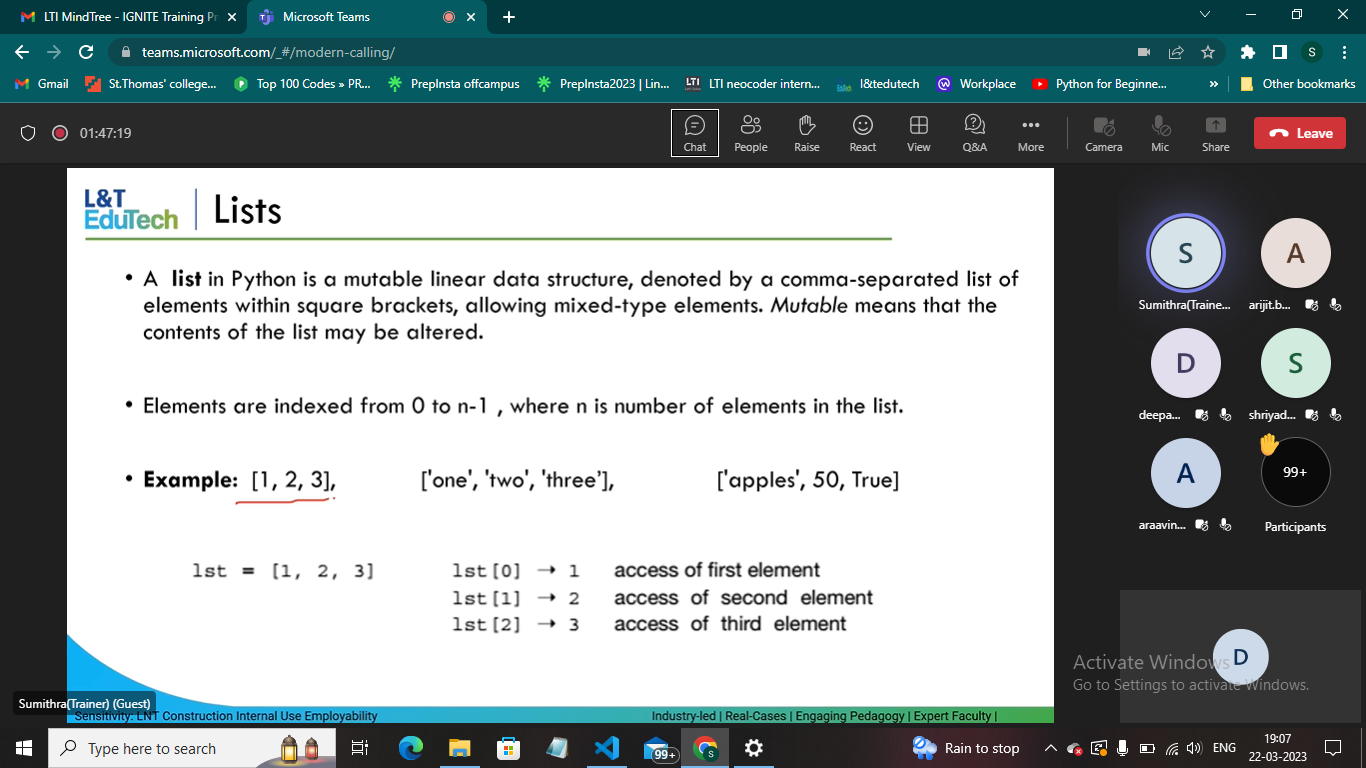 LTI MindTree - IGNITE Training Pr
Microsoft Teams
teams.microsoft.com/_#/modern-calling/
S
Gmail
St.Thomas' college...
Top 100 Codes » PR...
PrepInsta offcampus
PrepInsta2023 | Lin...
LTI neocoder intern...
l&tedutech
Workplace
Python for Beginne...
»
Other bookmarks
01:47:19
Chat
People
Raise
React
View
Q&A
More
Camera
Mic
Share
Leave
L&T
EduTech
Lists
• A list in Python is a mutable linear data structure, denoted by a comma-separated list of
elements within square brackets, allowing mixed-type elements. Mutable means that the
contents of the list may be altered.
• Elements are indexed from 0 to n-1 , where n is number of elements in the list.
• Example: [1, 2, 3], ['one', 'two', 'three’], ['apples', 50, True]
lst = [1, 2, 3]
lst[0] → 1 access of first element
lst[1] → 2 access of second element
lst[2] → 3 access of third element
Sumithra(Trainer) (Guest)
Sensitivity: LNT Construction Internal Use Employability
Industry-led | Real-Cases | Engaging Pedagogy | Expert Faculty |
S
A
Sumithra(Traine...
arijit.b...
D
S
deepa...
shriyad...
A
99+
araavin...
Participants
D
Activate Windows
Go to Settings to activate Windows.
Type here to search
99+
S
Rain to stop
ENG
19:07
22-03-2023